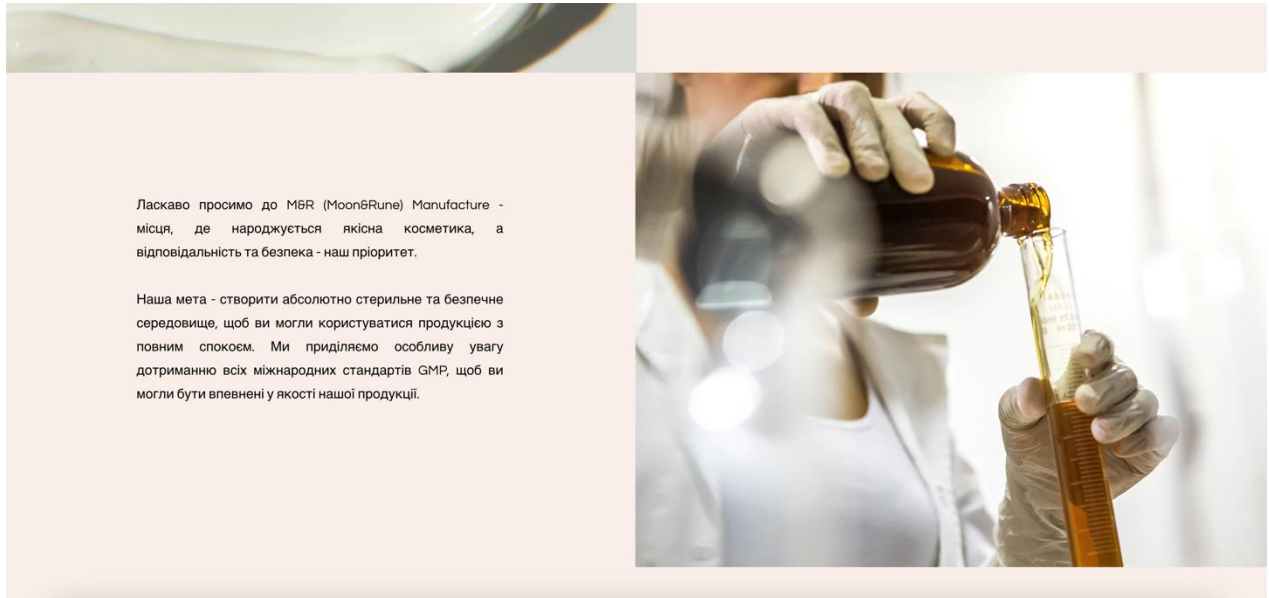 Ласкаво просимо до M&R (Moon&Rune) Manufacture -
місця, де народжується якісна косметика, а
відповідальність та безпека - наш пріоритет.
Наша мета - створити абсолютно стерильне та безпечне
середовище, щоб ви могли користуватися продукцією з
повним спокоєм. Ми приділяємо особливу увагу
дотриманню всіх міжнародних стандартів GMP, щоб ви
могли бути впевнені у якості нашої продукції.